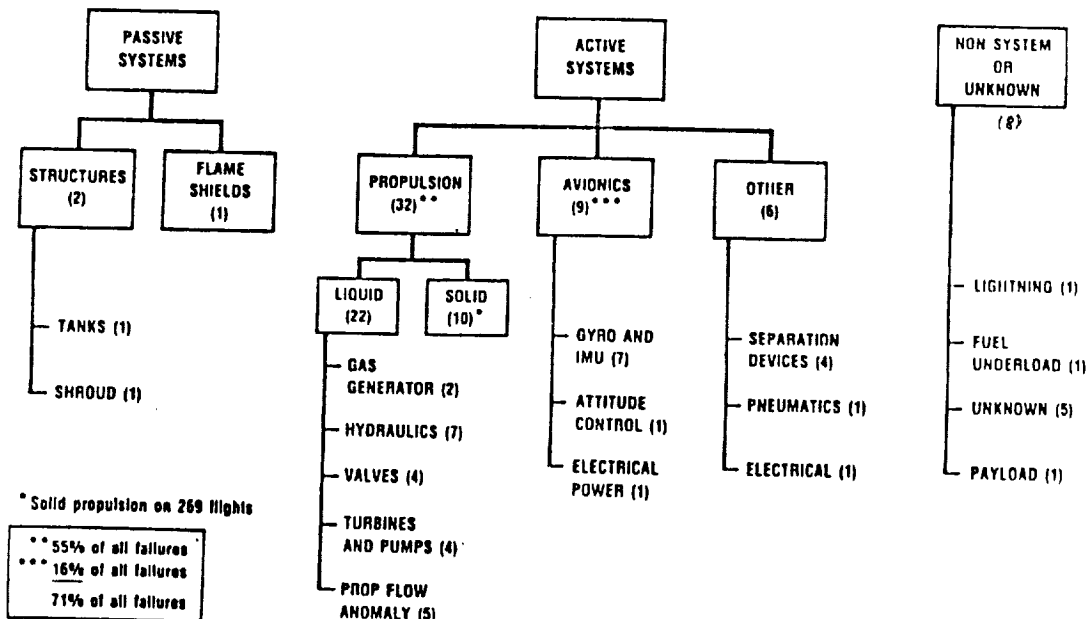 PASSIVE
SYSTEMS
STRUCTURES
(2)
TANKS (1)
SHROUD (1)
FLAME
SHIELDS
(1)
ACTIVE
SYSTEMS
PROPULSION
(32)**
LIQUID
(22)
GAS
GENERATOR (2)
HYDRAULICS (7)
VALVES (4)
TURBINES
AND PUMPS (4)
PROP FLOW
ANOMALY (5)
SOLID
(10)*
AVIONICS
(9)***
GYRO AND
IMU (7)
ATTITUDE
CONTROL (1)
ELECTRICAL
POWER (1)
OTHER
(6)
SEPARATION
DEVICES (4)
PNEUMATICS (1)
ELECTRICAL (1)
NON SYSTEM
OR
UNKNOWN
(8)
LIGHTNING (1)
FUEL
UNDERLOAD (1)
UNKNOWN (5)
PAYLOAD (1)
* Solid propulsion on 269 flights
** 55% of all failures
*** 16% of all failures
71% of all failures